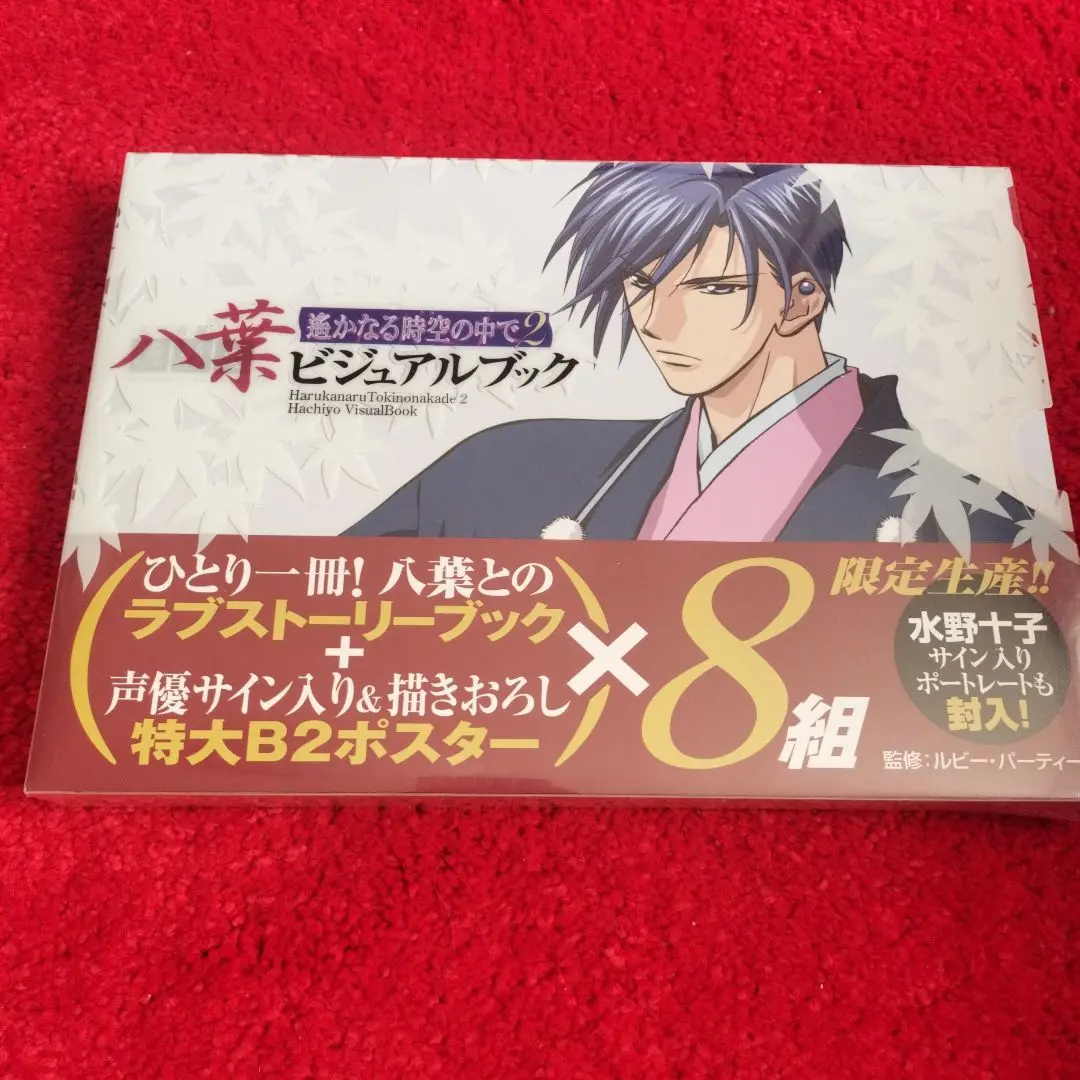 遙かなる時空の中で2
八葉
ビジュアルブック
HarukanaruTokinonakade 2
Hachiyo VisualBook
ひとり一冊! 八葉との
ラブストーリーブック
+
声優サイン入り&描きおろし
特大B2ポスター
×8組
限定生産!!
水野十子
サイン入り
ポートレートも
封入!
監修:ルビー・パーティー